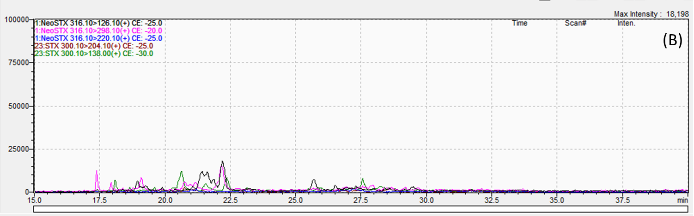 Max Intensity : 18,198
100000 1:NeoSTX 316.10>126.10(+) CE: -25.0 Time Scan# Inten.
1:NeoSTX 316.10>298.10(+) CE: -20.0 (B)
1:NeoSTX 316.10>220.10(+) CE: -25.0
23:STX 300.10>204.10(+) CE: -25.0
23:STX 300.10>138.00(+) CE: -30.0
75000
50000
25000
0
15.0 17.5 20.0 22.5 25.0 27.5 30.0 32.5 35.0 37.5 min